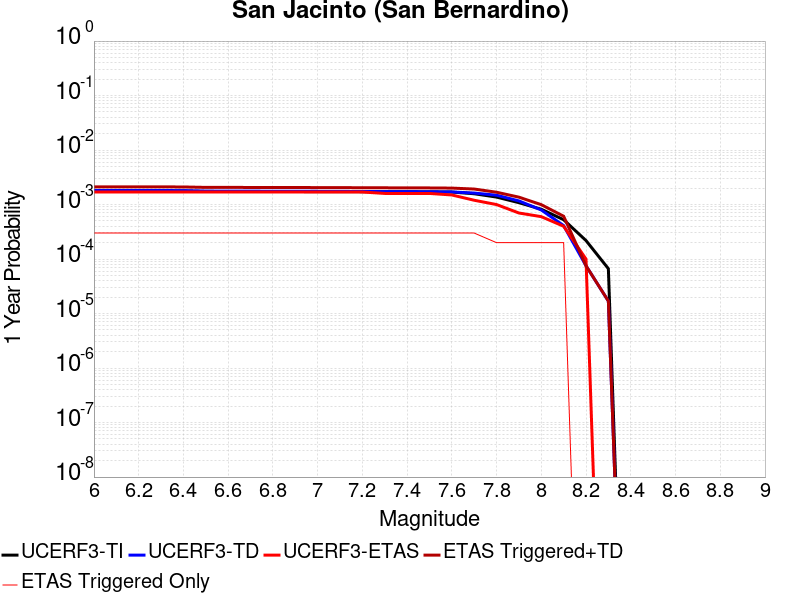 San Jacinto (San Bernardino)
10^0
10^-1
10^-2
10^-3
10^-4
10^-5
10^-6
10^-7
10^-8
1 Year Probability
6 6.2 6.4 6.6 6.8 7 7.2 7.4 7.6 7.8 8 8.2 8.4 8.6 8.8 9
Magnitude
UCERF3-TI UCERF3-TD UCERF3-ETAS ETAS Triggered+TD
ETAS Triggered Only